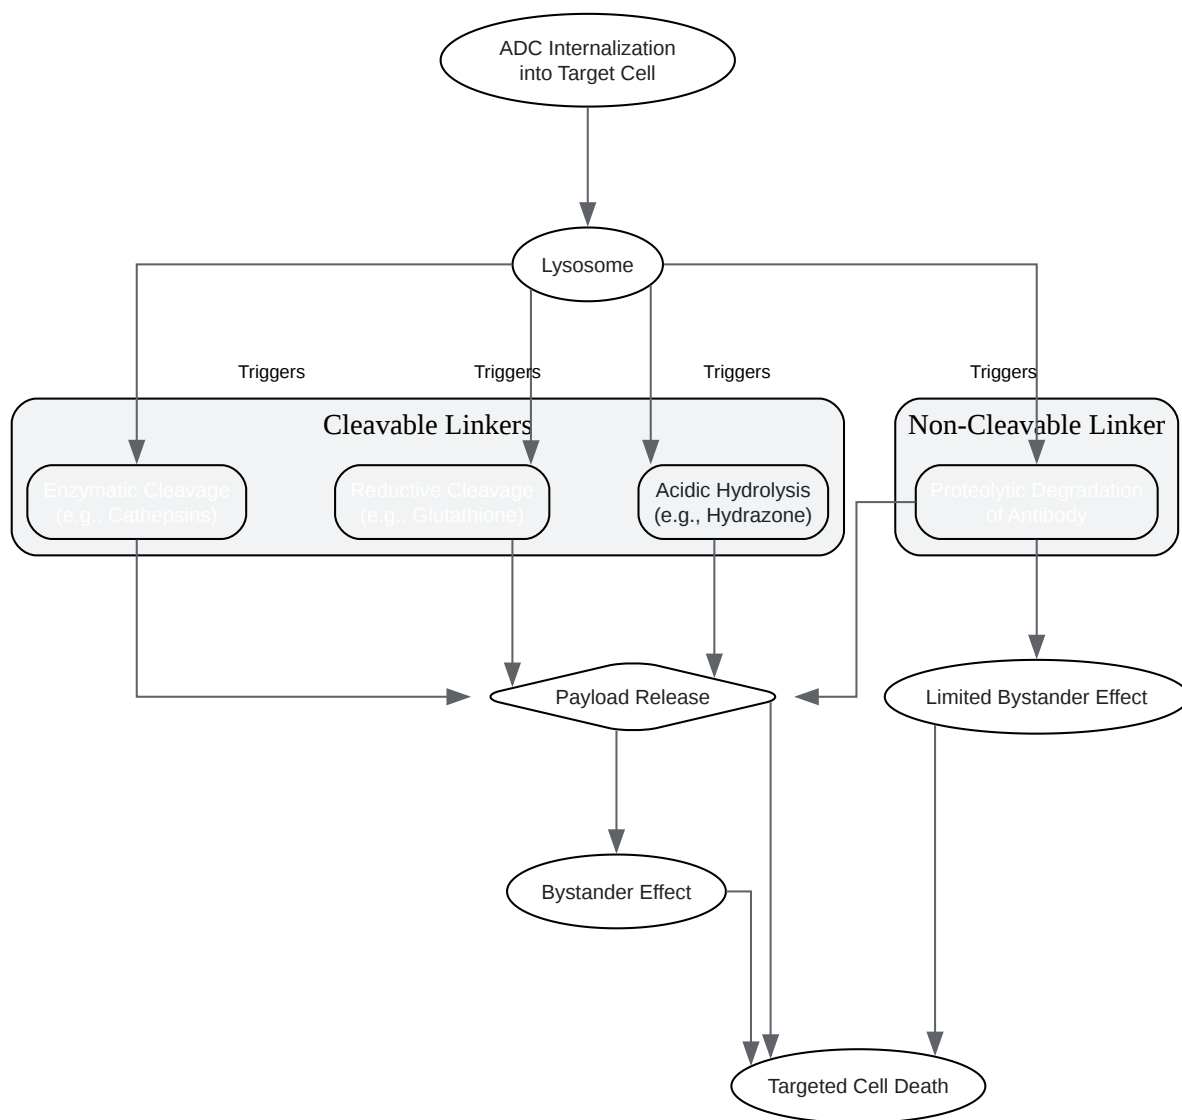 ADC Internalization
into Target Cell
Lysosome
Triggers
Triggers
Triggers
Triggers
Cleavable Linkers
Non-Cleavable Linker
Enzymatic Cleavage
(e.g., Cathepsins)
Reductive Cleavage
(e.g., Glutathione)
Acidic Hydrolysis
(e.g., Hydrazone)
Proteolytic Degradation
of Antibody
Payload Release
Limited Bystander Effect
Bystander Effect
Targeted Cell Death